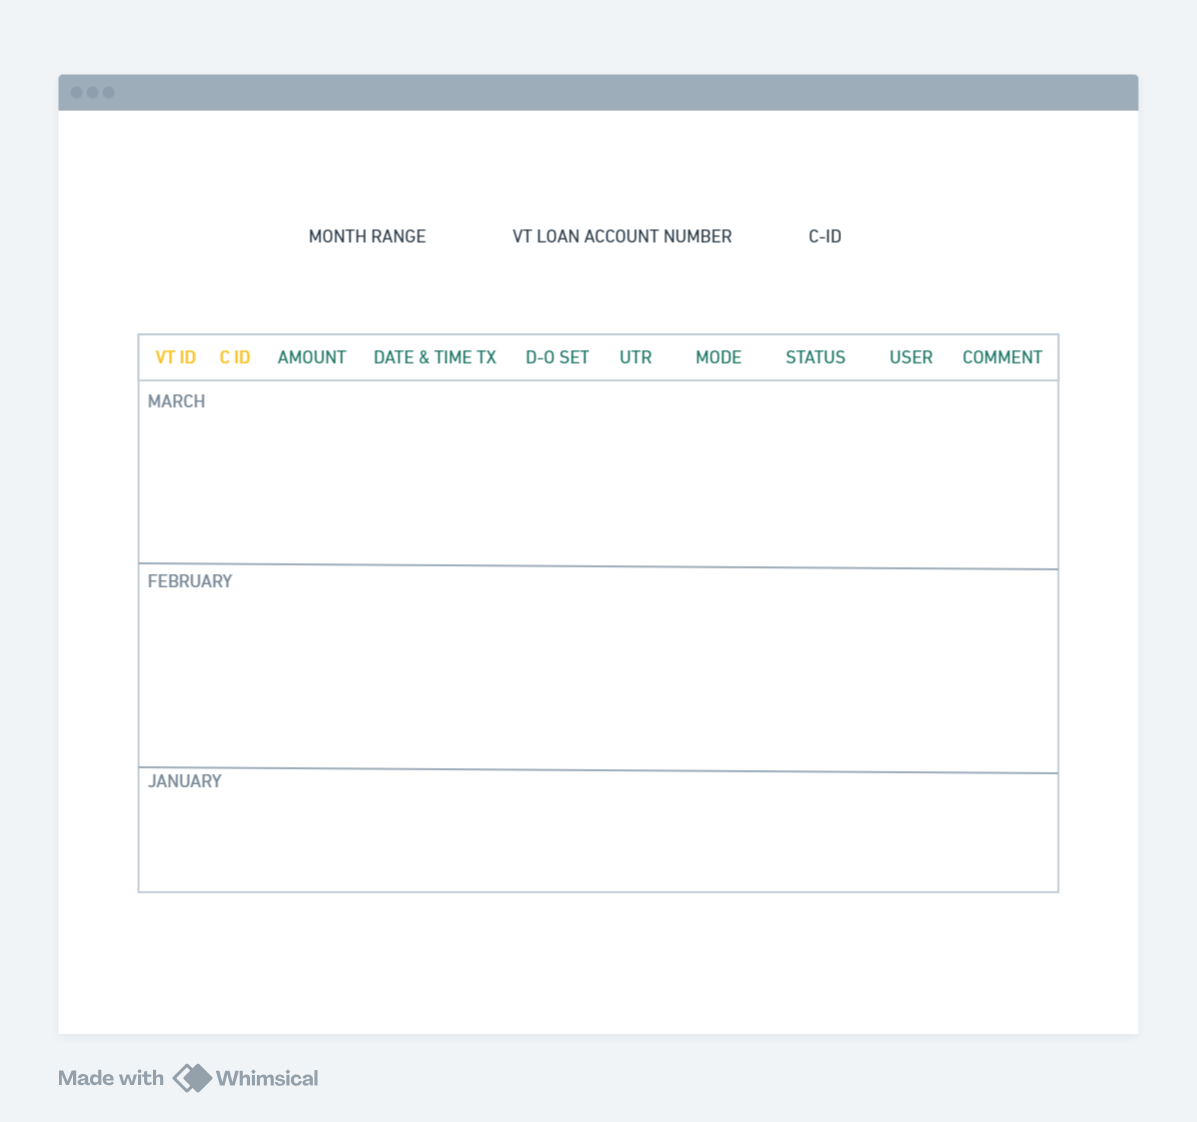 MONTH RANGE VT LOAN ACCOUNT NUMBER C-ID
VT ID C ID AMOUNT DATE & TIME TX D-O SET UTR MODE STATUS USER COMMENT
MARCH
FEBRUARY
JANUARY
Made with Whimsical